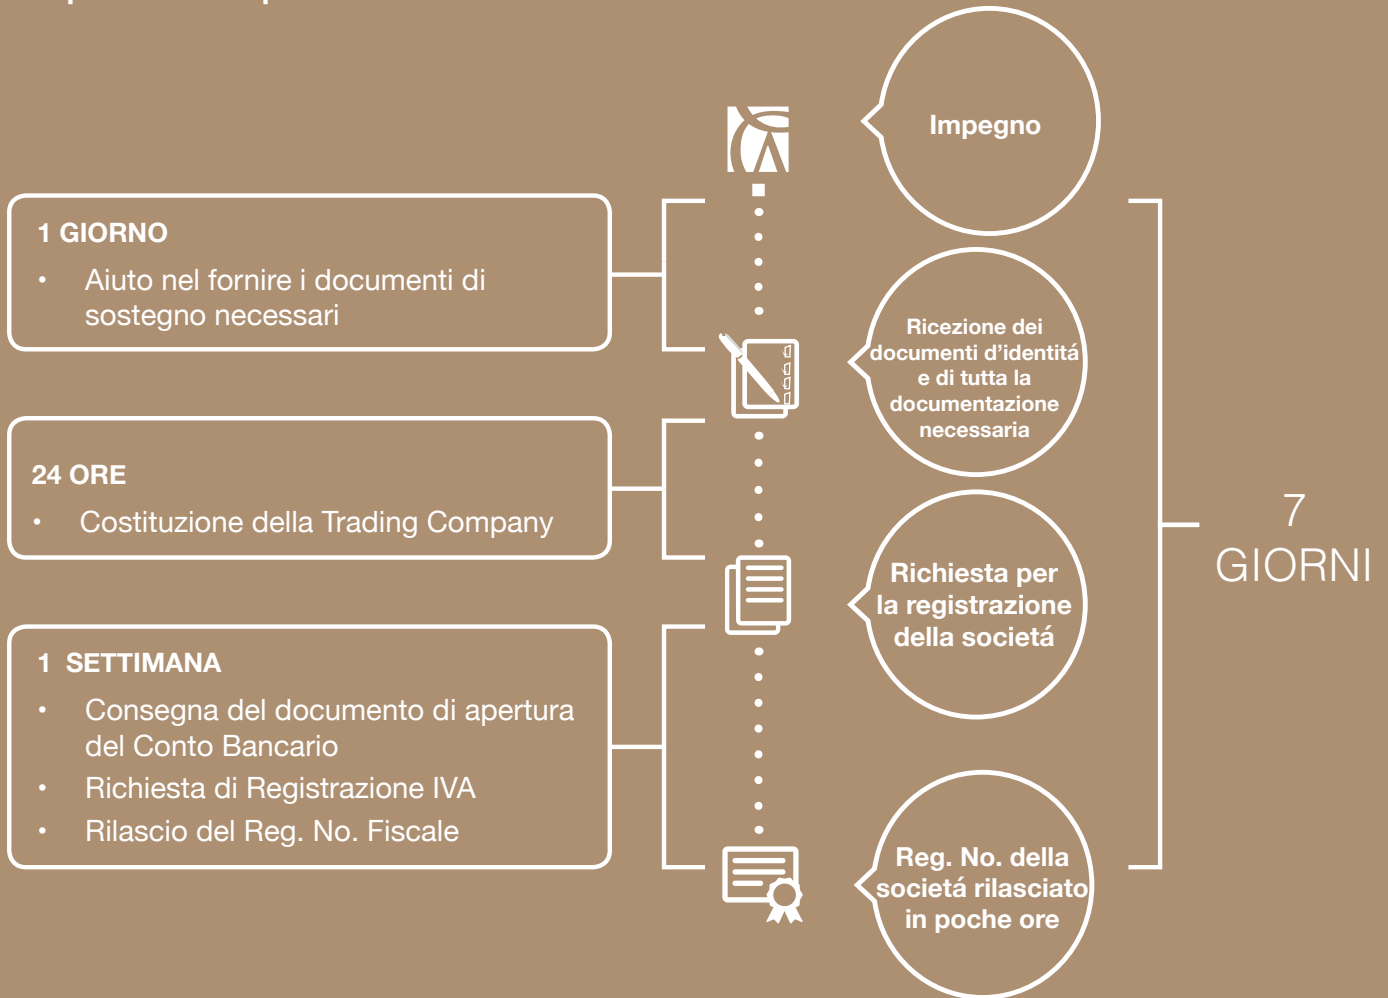 Impegno
1 GIORNO
• Aiuto nel fornire i documenti di
sostegno necessari
Ricezione dei
documenti d’identitá
e di tutta la
documentazione
necessaria
24 ORE
• Costituzione della Trading Company
7
GIORNI
Richiesta per
la registrazione
della societá
1 SETTIMANA
• Consegna del documento di apertura
del Conto Bancario
• Richiesta di Registrazione IVA
• Rilascio del Reg. No. Fiscale
Reg. No. della
societá rilasciato
in poche ore